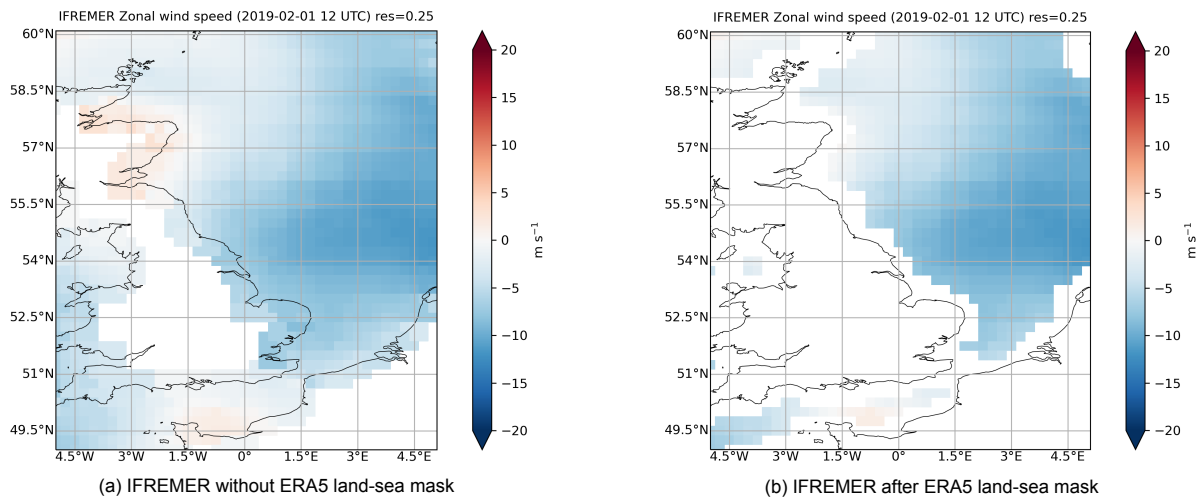 IFREMER Zonal wind speed (2019-02-01 12 UTC) res=0.25
60°N
58.5°N
57°N
55.5°N
54°N
52.5°N
51°N
49.5°N
4.5°W 3°W 1.5°W 0° 1.5°E 3°E 4.5°E
20
15
10
5
0
−5
−10
−15
−20
m s⁻¹
(a) IFREMER without ERA5 land-sea mask
IFREMER Zonal wind speed (2019-02-01 12 UTC) res=0.25
60°N
58.5°N
57°N
55.5°N
54°N
52.5°N
51°N
49.5°N
4.5°W 3°W 1.5°W 0° 1.5°E 3°E 4.5°E
20
15
10
5
0
−5
−10
−15
−20
m s⁻¹
(b) IFREMER after ERA5 land-sea mask